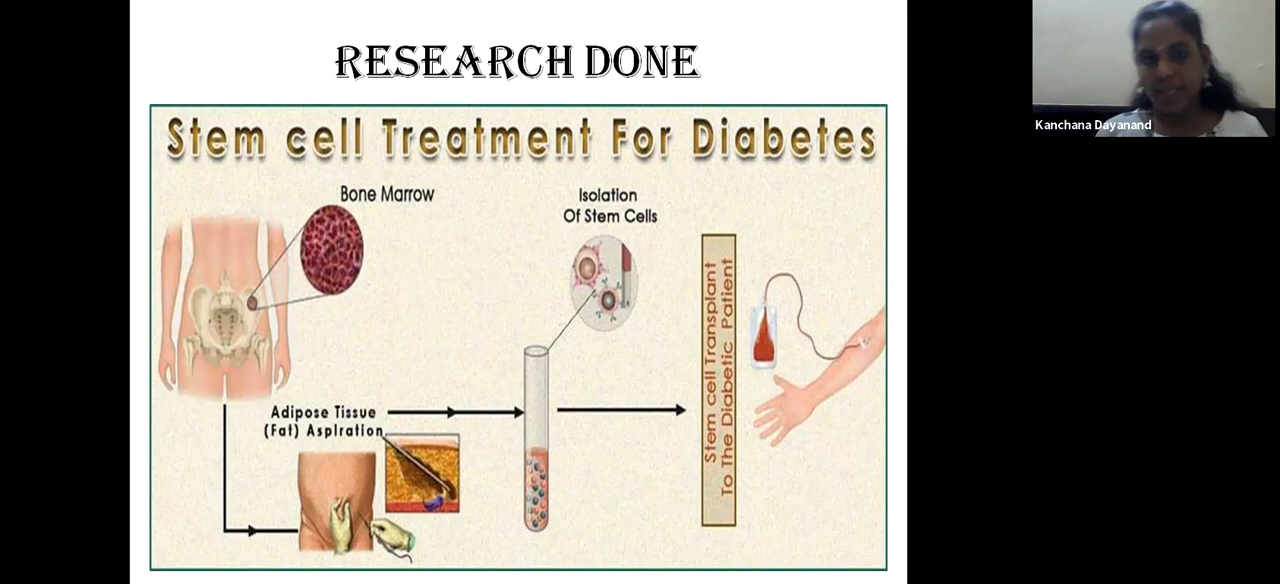 RESEARCH DONE
Stem cell Treatment For Diabetes
Bone Marrow
Isolation
Of Stem Cells
Adipose Tissue
(Fat) Aspiration
Stem cell Transplant
To The Diabetic Patient
Kanchana Dayanand